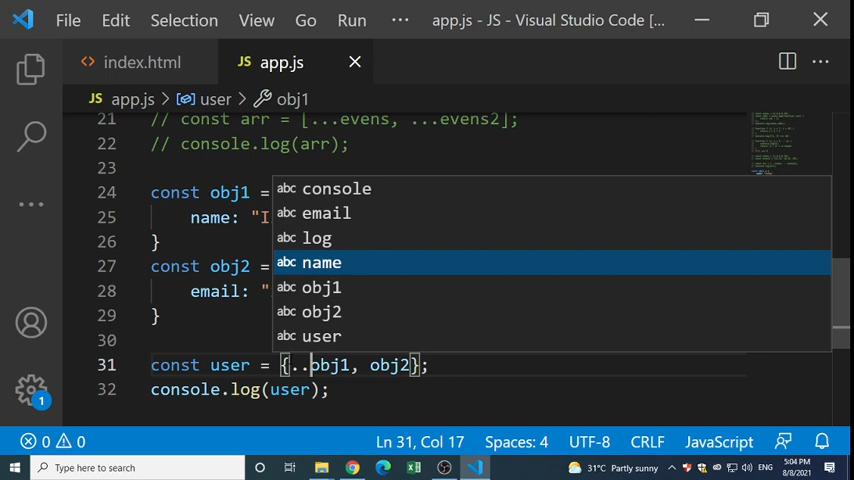 File Edit Selection View Go Run ··· app.js - JS - Visual Studio Code [...
<> index.html JS app.js
JS app.js > user > obj1
21 // const arr = [...evens, ...evens2];
22 // console.log(arr);
23
24 const obj1 =
25 name: "I
26 }
27 const obj2 =
28 email: "
29 }
30
31 const user = {..obj1, obj2};
32 console.log(user);
abc console
abc email
abc log
abc name
abc obj1
abc obj2
abc user
1
0 0 Ln 31, Col 17 Spaces: 4 UTF-8 CRLF JavaScript
Type here to search 31°C Partly sunny ENG 5:04 PM
8/8/2021